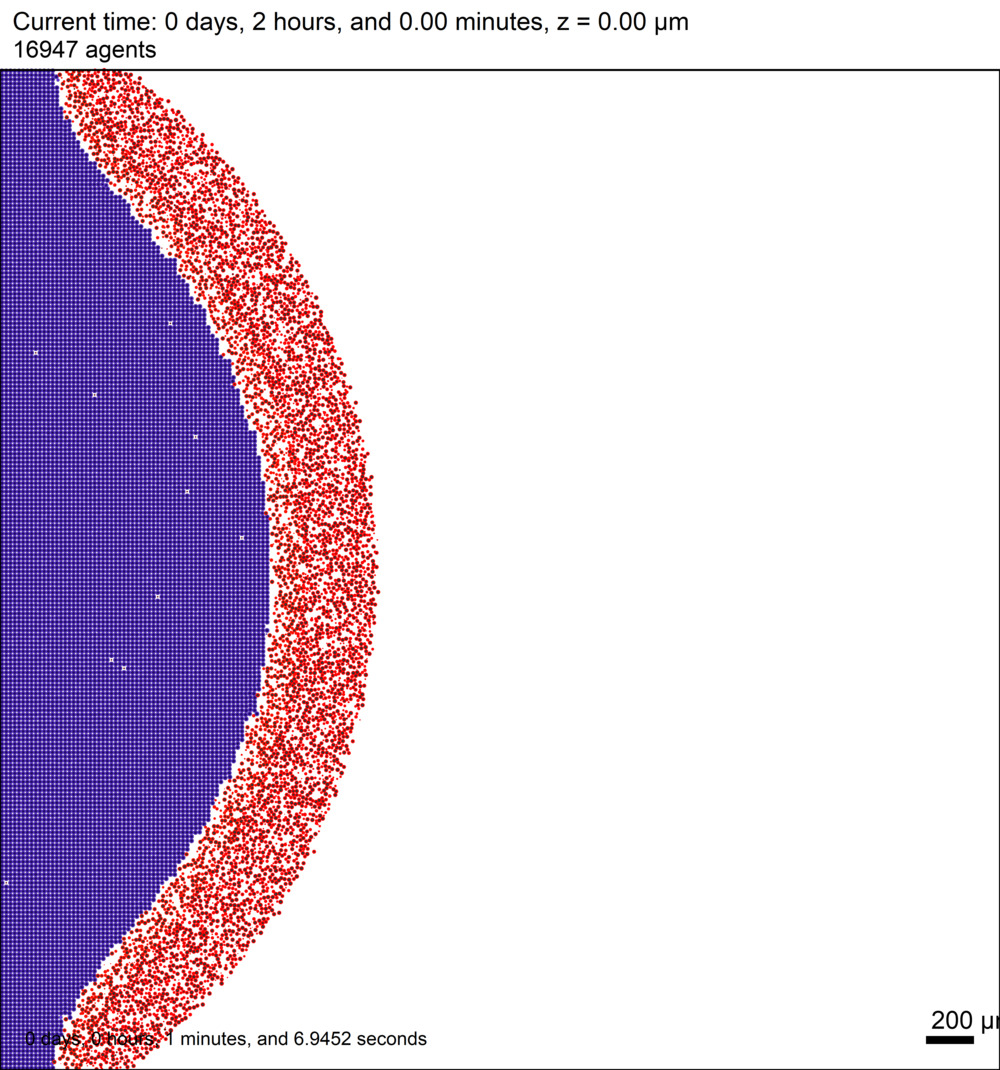 Current time: 0 days, 2 hours, and 0.00 minutes, z = 0.00 μm
16947 agents
200 μ
0 days, 0 hours, 1 minutes, and 6.9452 seconds